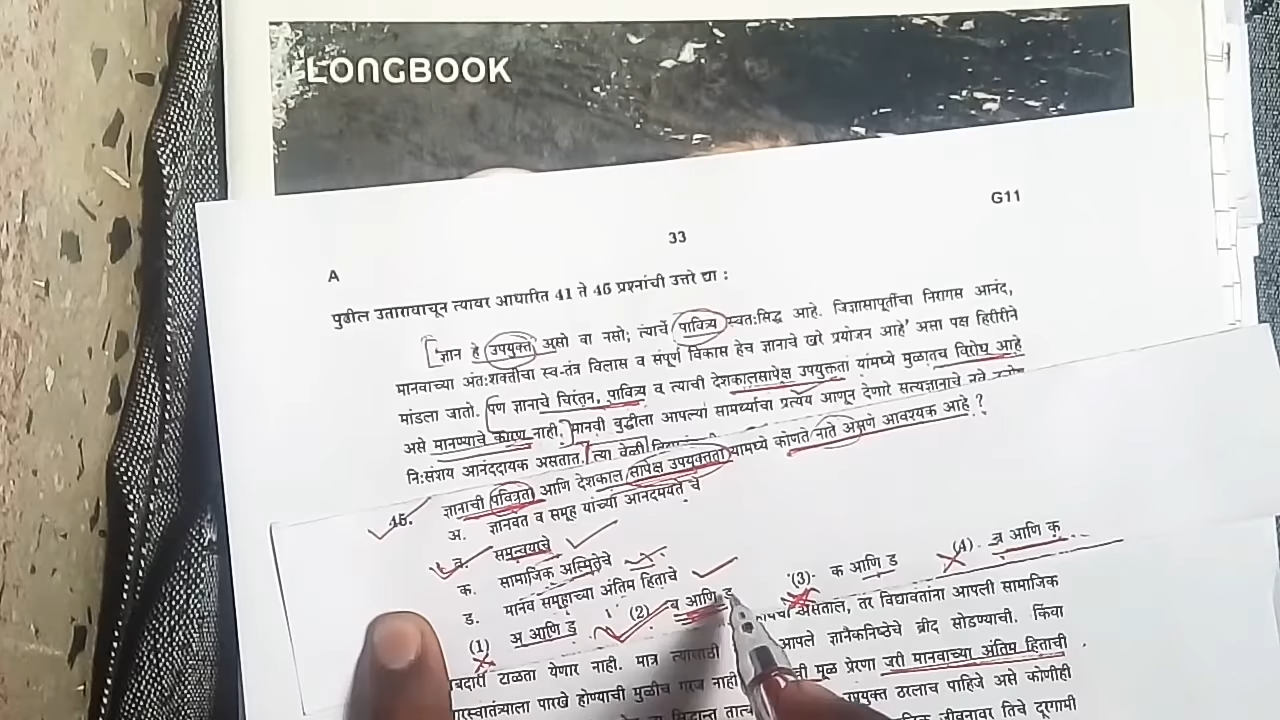 LONGBOOK
G11
33
A
पुढील उतारावाचून त्यावर आधारित 41 ते 45 प्रश्नांची उत्तरे द्या :
'ज्ञान हे उपयुक्त असो वा नसो; त्याचे पावित्र्य स्वत:सिद्ध आहे. जिज्ञासापूर्तीचा निरागस आनंद,
मानवाच्या अंत:शक्तीचा स्व-तंत्र विलास व संपूर्ण विकास हेच ज्ञानाचे खरे प्रयोजन आहे' असा पक्ष हिरीरीने
मांडला जातो. पण ज्ञानाचे चिरंतन, पावित्र्य व त्याची देशकालसापेक्ष उपयुक्तता यांमध्ये मुळातच विरोध आहे
असे मानण्याचे कारण नाही. मानवी बुद्धीला आपल्या सामर्थ्याचा प्रत्यय आणून देणारे सत्यज्ञानाचे नवे
नि:संशय आनंददायक असतात. त्या वेळी
45. ज्ञानाची पवित्रता आणि देशकाल सापेक्ष उपयुक्तता यामध्ये कोणते नाते असणे आवश्यक आहे ?
अ. ज्ञानवंत व समूह यांच्या आनंदमयते चे
ब. समन्वयाचे
क. सामाजिक अस्मितेचे
ड. मानव समूहाच्या अंतिम हिताचे
(1) अ आणि ड (2) ब आणि ड (3) क आणि ड (4) ब आणि क
असताल, तर विद्यावंतांना आपली सामाजिक
टाळता येणार नाही. मात्र त्यासाठी आपले ज्ञानैकनिष्ठेचे ब्रीद सोडण्याची. किंवा
पारखे होण्याची मुळीच गरज नाही मूळ प्रेरणा जरी मानवाच्या अंतिम हिताची
ठरलाच पाहिजे असे कोणीही
जीवनावर तिचे दूरगामी